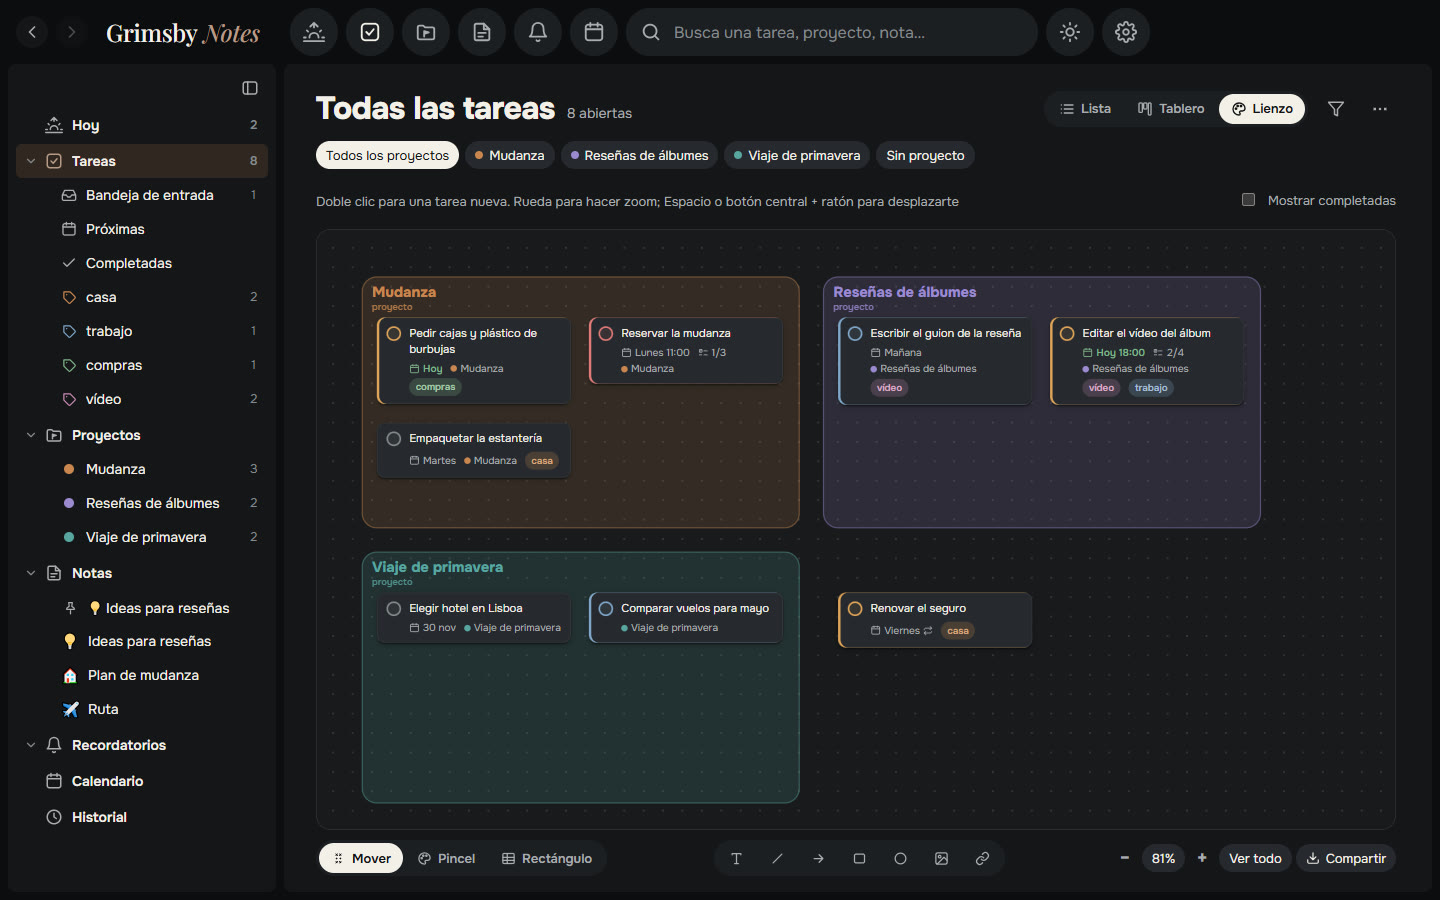 Grimsby Notes
Busca una tarea, proyecto, nota...
Hoy 2
Tareas 8
Bandeja de entrada 1
Próximas
Completadas
casa 2
trabajo 1
compras 1
vídeo 2
Proyectos
Mudanza 3
Reseñas de álbumes 2
Viaje de primavera 2
Notas
Ideas para reseñas
Ideas para reseñas
Plan de mudanza
Ruta
Recordatorios
Calendario
Historial
Todas las tareas 8 abiertas
Lista Tablero Lienzo
Todos los proyectos Mudanza Reseñas de álbumes Viaje de primavera Sin proyecto
Doble clic para una tarea nueva. Rueda para hacer zoom; Espacio o botón central + ratón para desplazarte
Mostrar completadas
Mudanza
proyecto
Pedir cajas y plástico de
burbujas
Hoy Mudanza
compras
Reservar la mudanza
Lunes 11:00 1/3
Mudanza
Empaquetar la estantería
Martes Mudanza casa
Reseñas de álbumes
proyecto
Escribir el guion de la reseña
Mañana
Reseñas de álbumes
vídeo
Editar el vídeo del álbum
Hoy 18:00 2/4
Reseñas de álbumes
vídeo trabajo
Viaje de primavera
proyecto
Elegir hotel en Lisboa
30 nov Viaje de primavera
Comparar vuelos para mayo
Viaje de primavera
Renovar el seguro
Viernes casa
Mover Pincel Rectángulo
T
− 81% + Ver todo Compartir